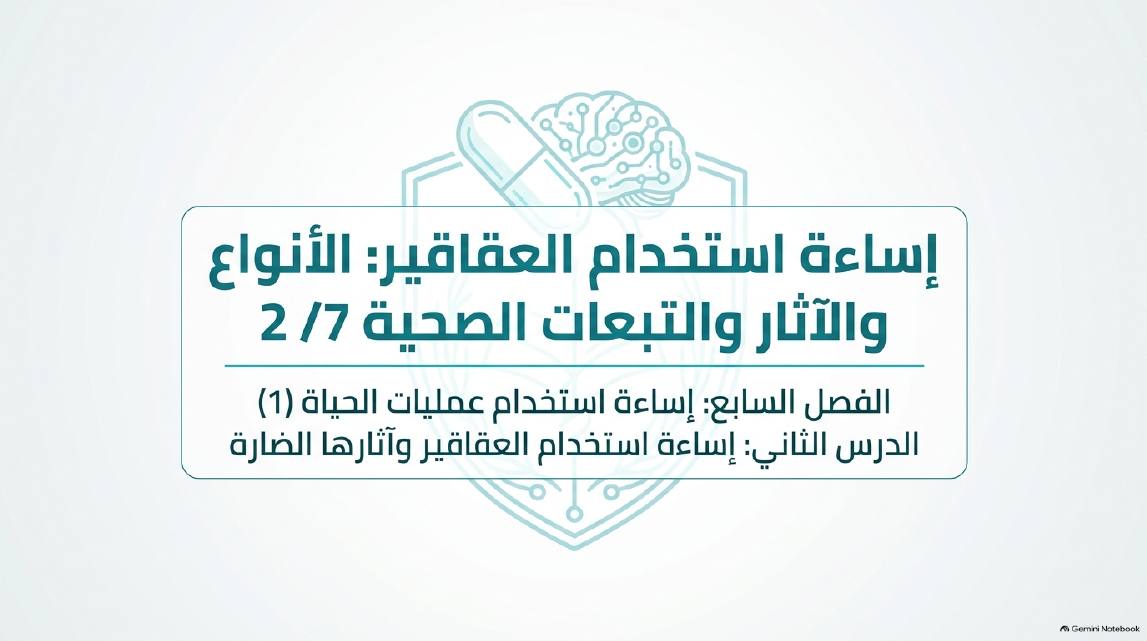 إساءة استخدام العقاقير: الأنواع
والآثار والتبعات الصحية 7/ 2
الفصل السابع: إساءة استخدام عمليات الحياة (1)
الدرس الثاني: إساءة استخدام العقاقير وآثارها الضارة
Gemini Notebook